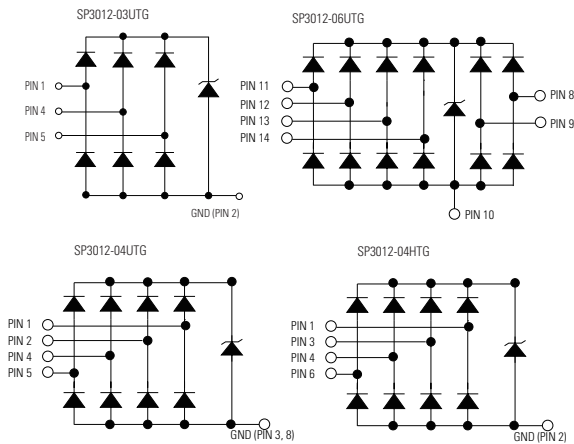 SP3012-03UTG
PIN 1
PIN 4
PIN 5
GND (PIN 2)
SP3012-06UTG
PIN 11
PIN 12
PIN 13
PIN 14
PIN 8
PIN 9
PIN 10
SP3012-04UTG
PIN 1
PIN 2
PIN 4
PIN 5
GND (PIN 3, 8)
SP3012-04HTG
PIN 1
PIN 3
PIN 4
PIN 6
GND (PIN 2)